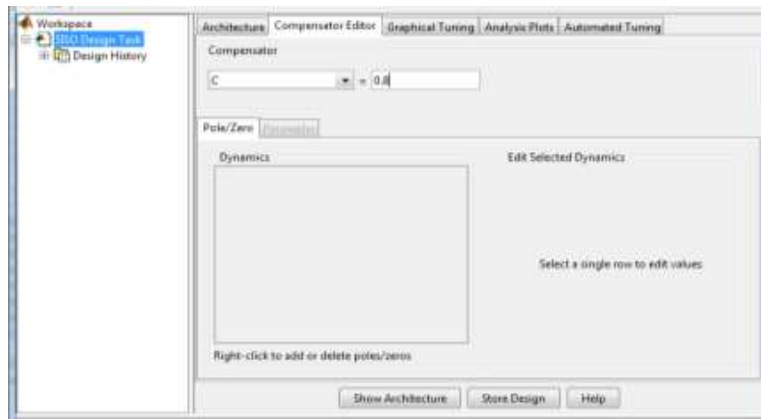 Workspace
SISO Design Task
Design History
Architecture Compensator Editor Graphical Tuning Analysis Plots Automated Tuning
Compensator
C = 0.8
Pole/Zero Parameter
Dynamics
Edit Selected Dynamics
Select a single row to edit values
Right-click to add or delete poles/zeros
Show Architecture Store Design Help